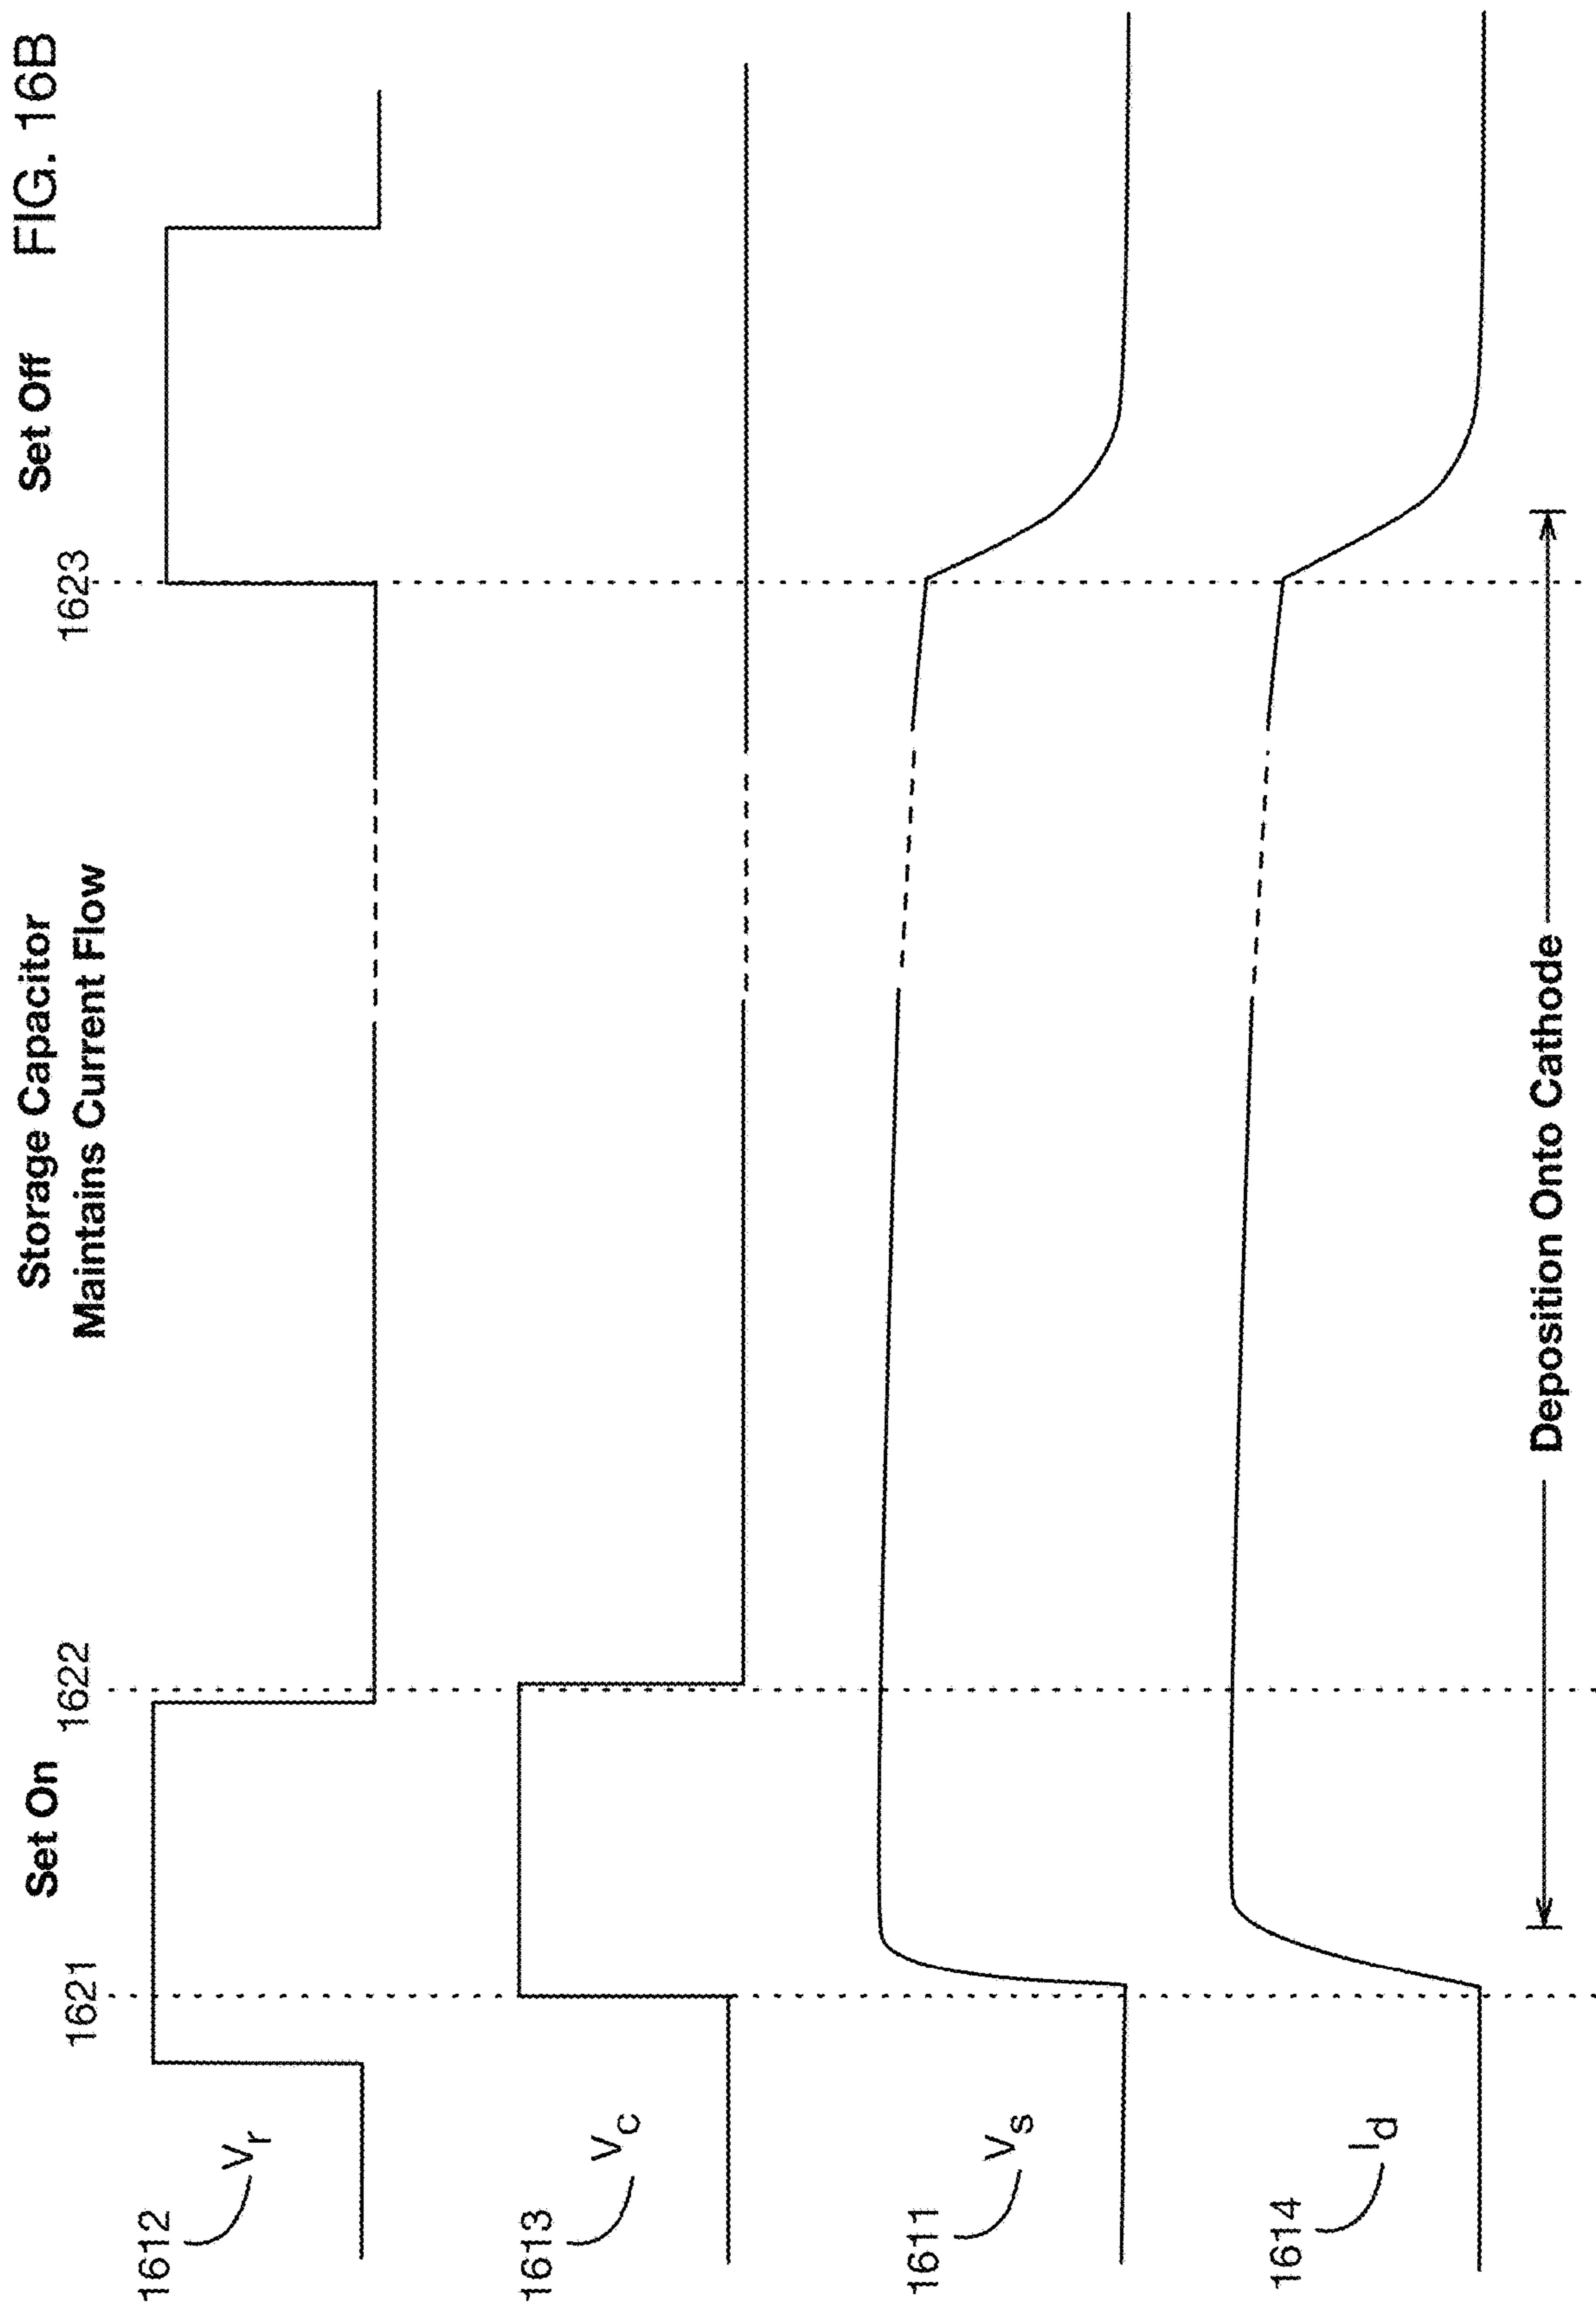 FIG. 16B
Set On
Storage Capacitor
Maintains Current Flow
Set Off
1621
1622
1623
1612
Vr
1613
Vc
1611
Vs
1614
Id
Deposition Onto Cathode